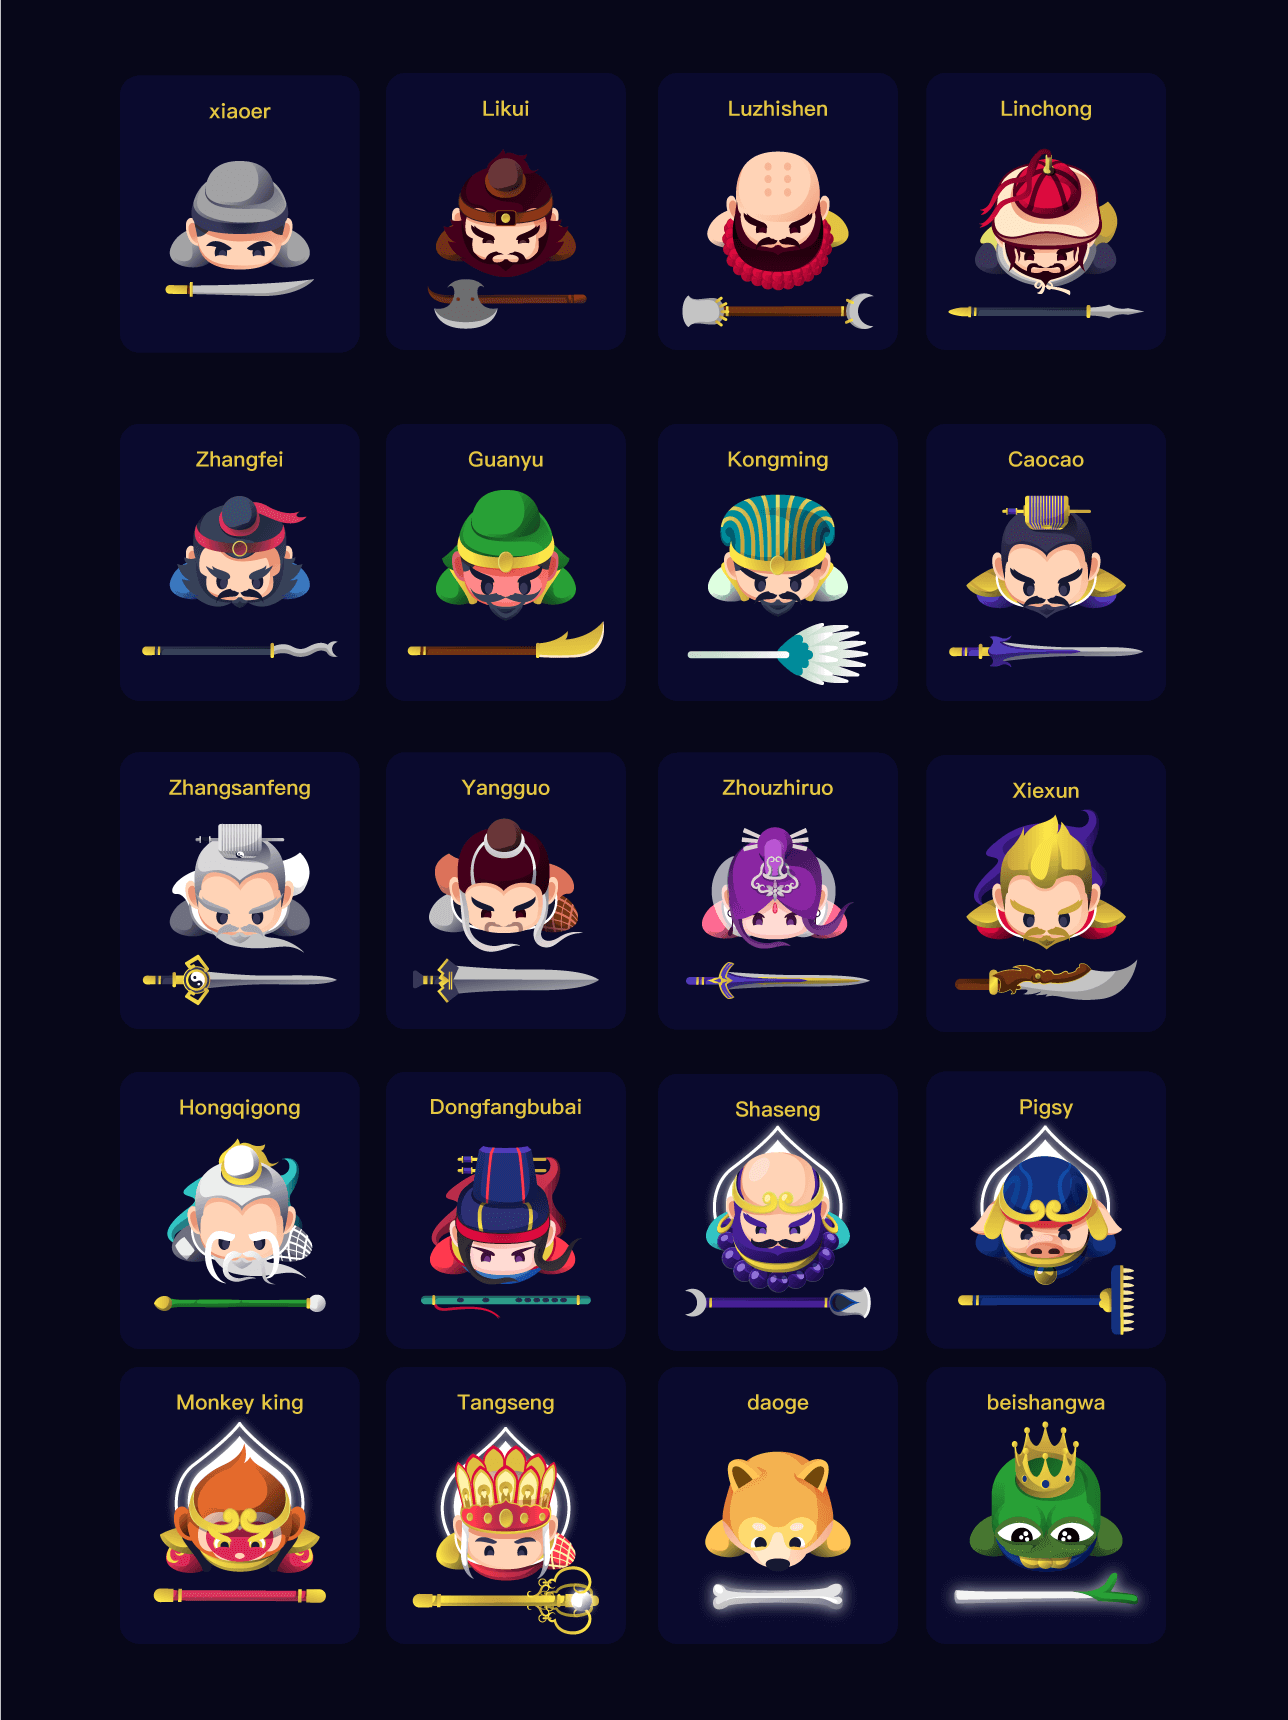 xiaoer
Likui
Luzhishen
Linchong
Zhangfei
Guanyu
Kongming
Caocao
Zhangsanfeng
Yangguo
Zhouzhiruo
Xiexun
Hongqigong
Dongfangbubai
Shaseng
Pigsy
Monkey king
Tangseng
daoge
beishangwa